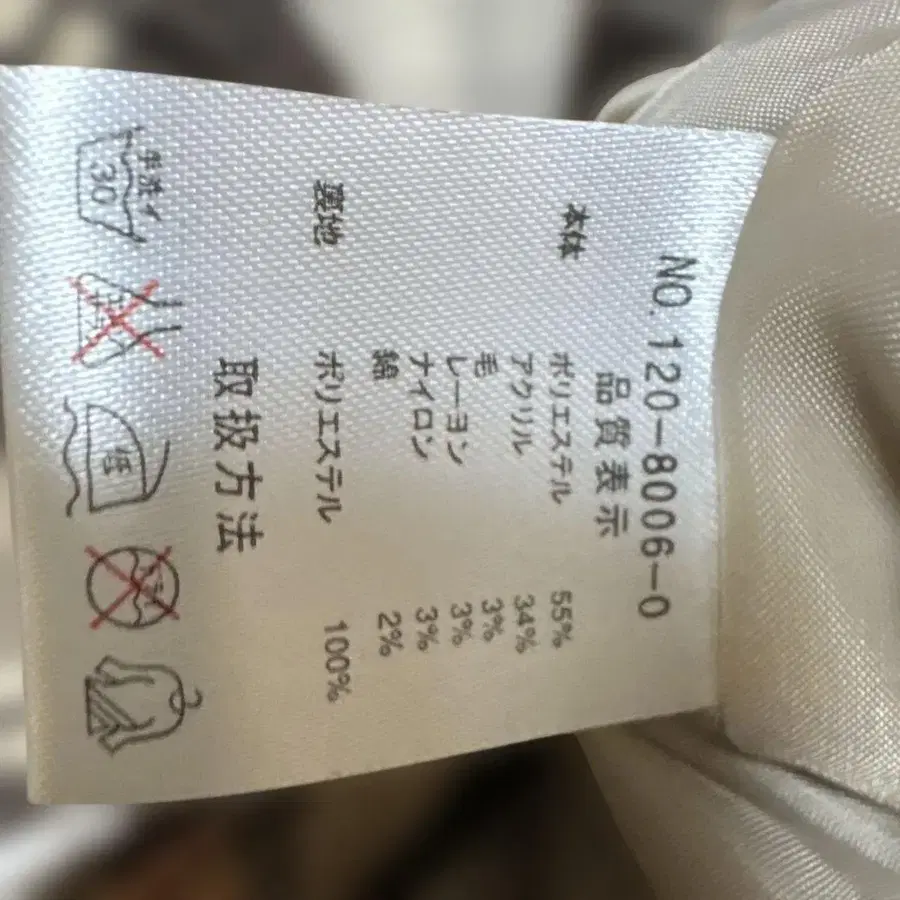 NO. 120-8006-0
品質表示
本体 ポリエステル 55%
アクリル 34%
毛 3%
レーヨン 3%
ナイロン 3%
綿 2%
裏地 ポリエステル 100%
取扱方法
手洗イ
30
低